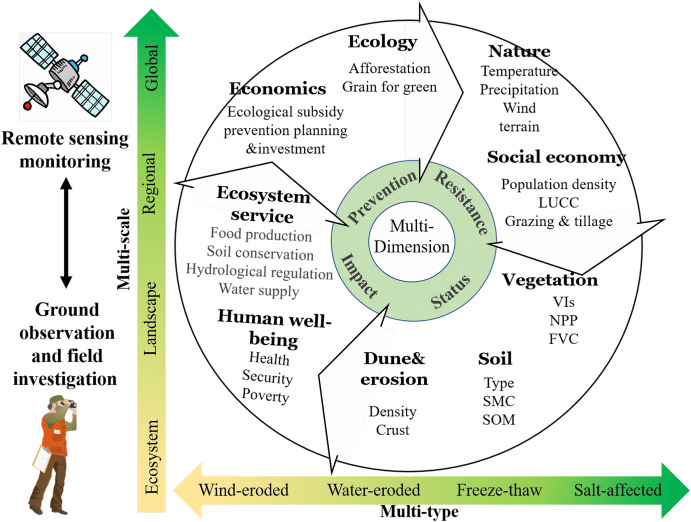 Remote sensing
monitoring
Ground
observation
and field
investigation
Multi-scale
Global
Regional
Landscape
Ecosystem
Ecology
Afforestation
Grain for green
Economics
Ecological subsidy
prevention planning
&investment
Nature
Temperature
Precipitation
Wind
terrain
Social economy
Population density
LUCC
Grazing & tillage
Ecosystem
service
Food production
Soil conservation
Hydrological regulation
Water supply
Human well-
being
Health
Security
Poverty
Prevention
Resistance
Impact
Status
Multi-
Dimension
Vegetation
VIs
NPP
FVC
Dune&
erosion
Density
Crust
Soil
Type
SMC
SOM
Wind-eroded
Water-eroded
Freeze-thaw
Salt-affected
Multi-type